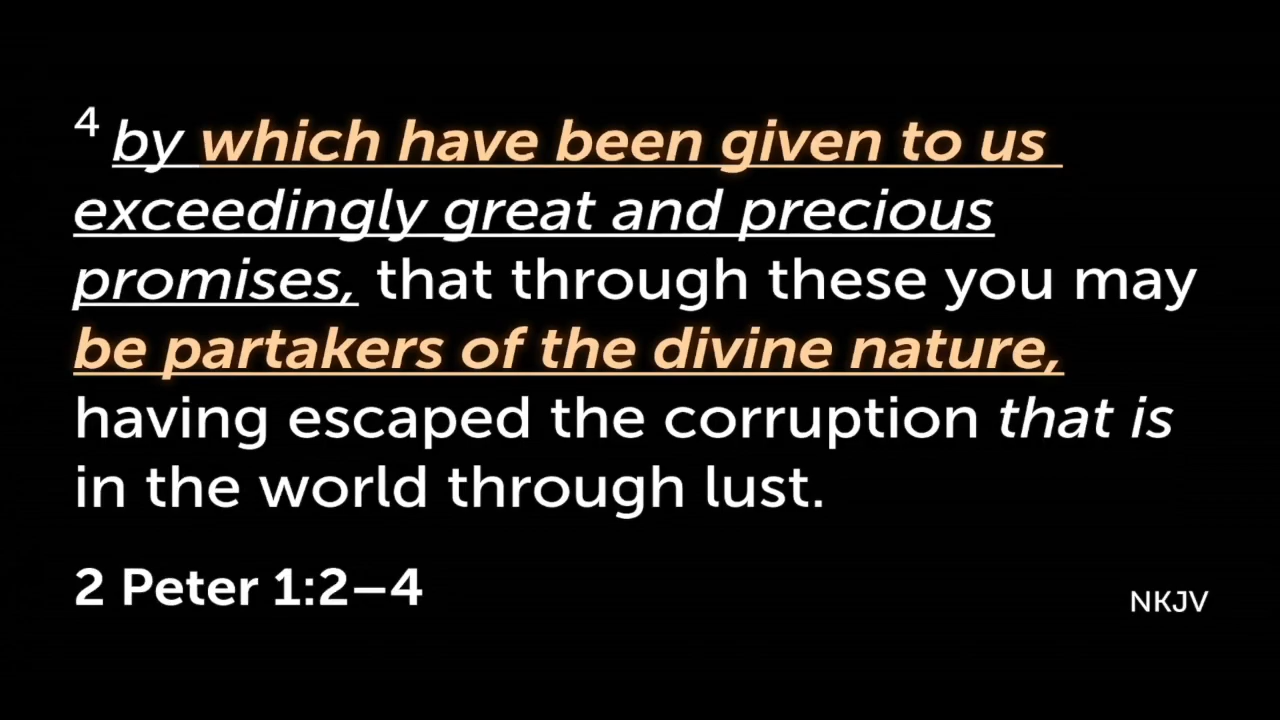 4 by which have been given to us
exceedingly great and precious
promises, that through these you may
be partakers of the divine nature,
having escaped the corruption that is
in the world through lust.
2 Peter 1:2–4
NKJV